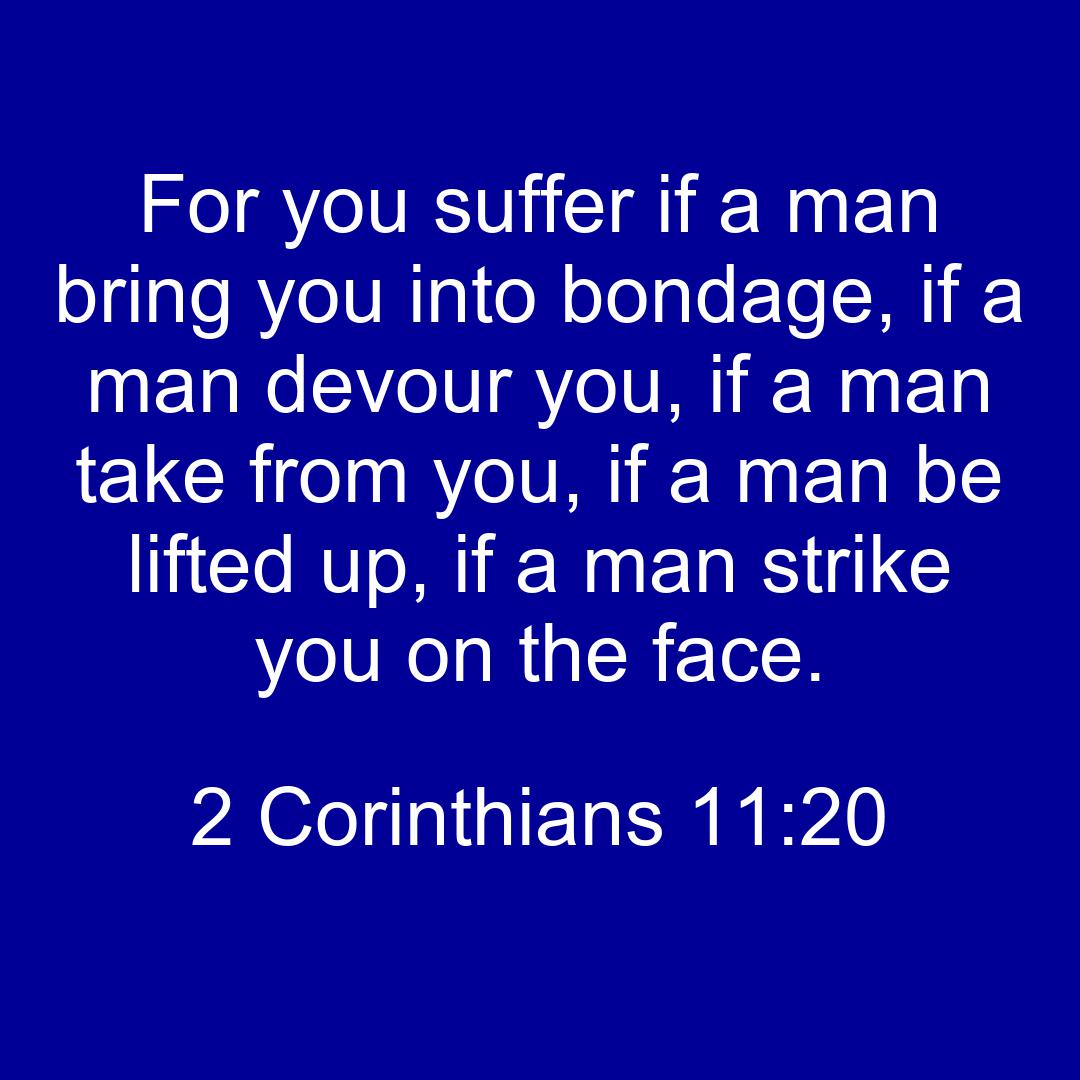 For you suffer if a man
bring you into bondage, if a
man devour you, if a man
take from you, if a man be
lifted up, if a man strike
you on the face.
2 Corinthians 11:20